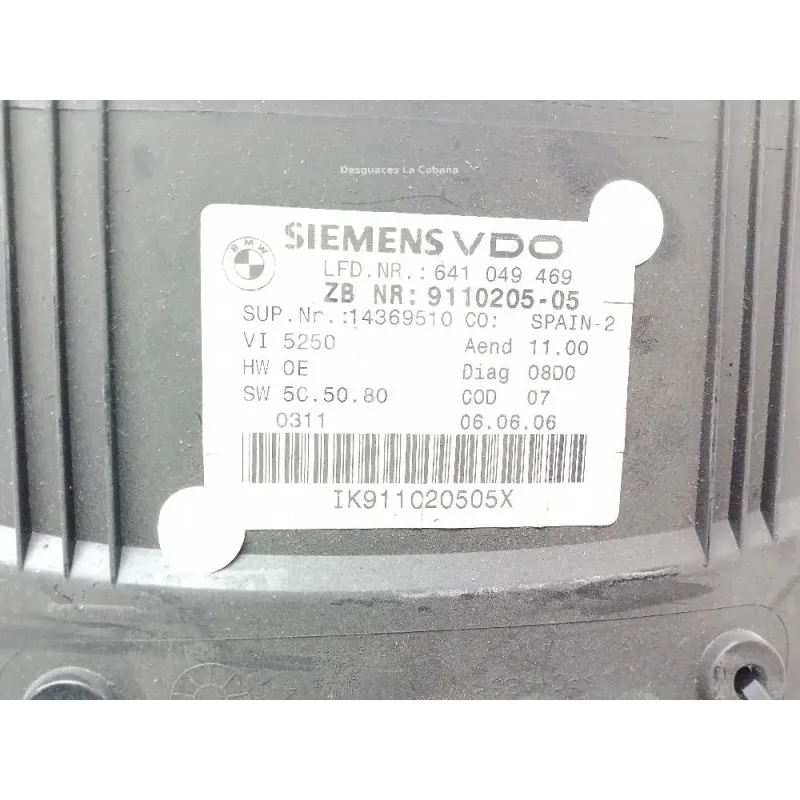 Desguaces La Cabana
BMW
SIEMENS VDO
LFD.NR.: 641 049 469
ZB NR: 9110205-05
SUP.Nr.:14369510 CO: SPAIN-2
VI 5250 Aend 11.00
HW 0E Diag 08D0
SW 5C.50.80 COD 07
0311 06.06.06
IK911020505X